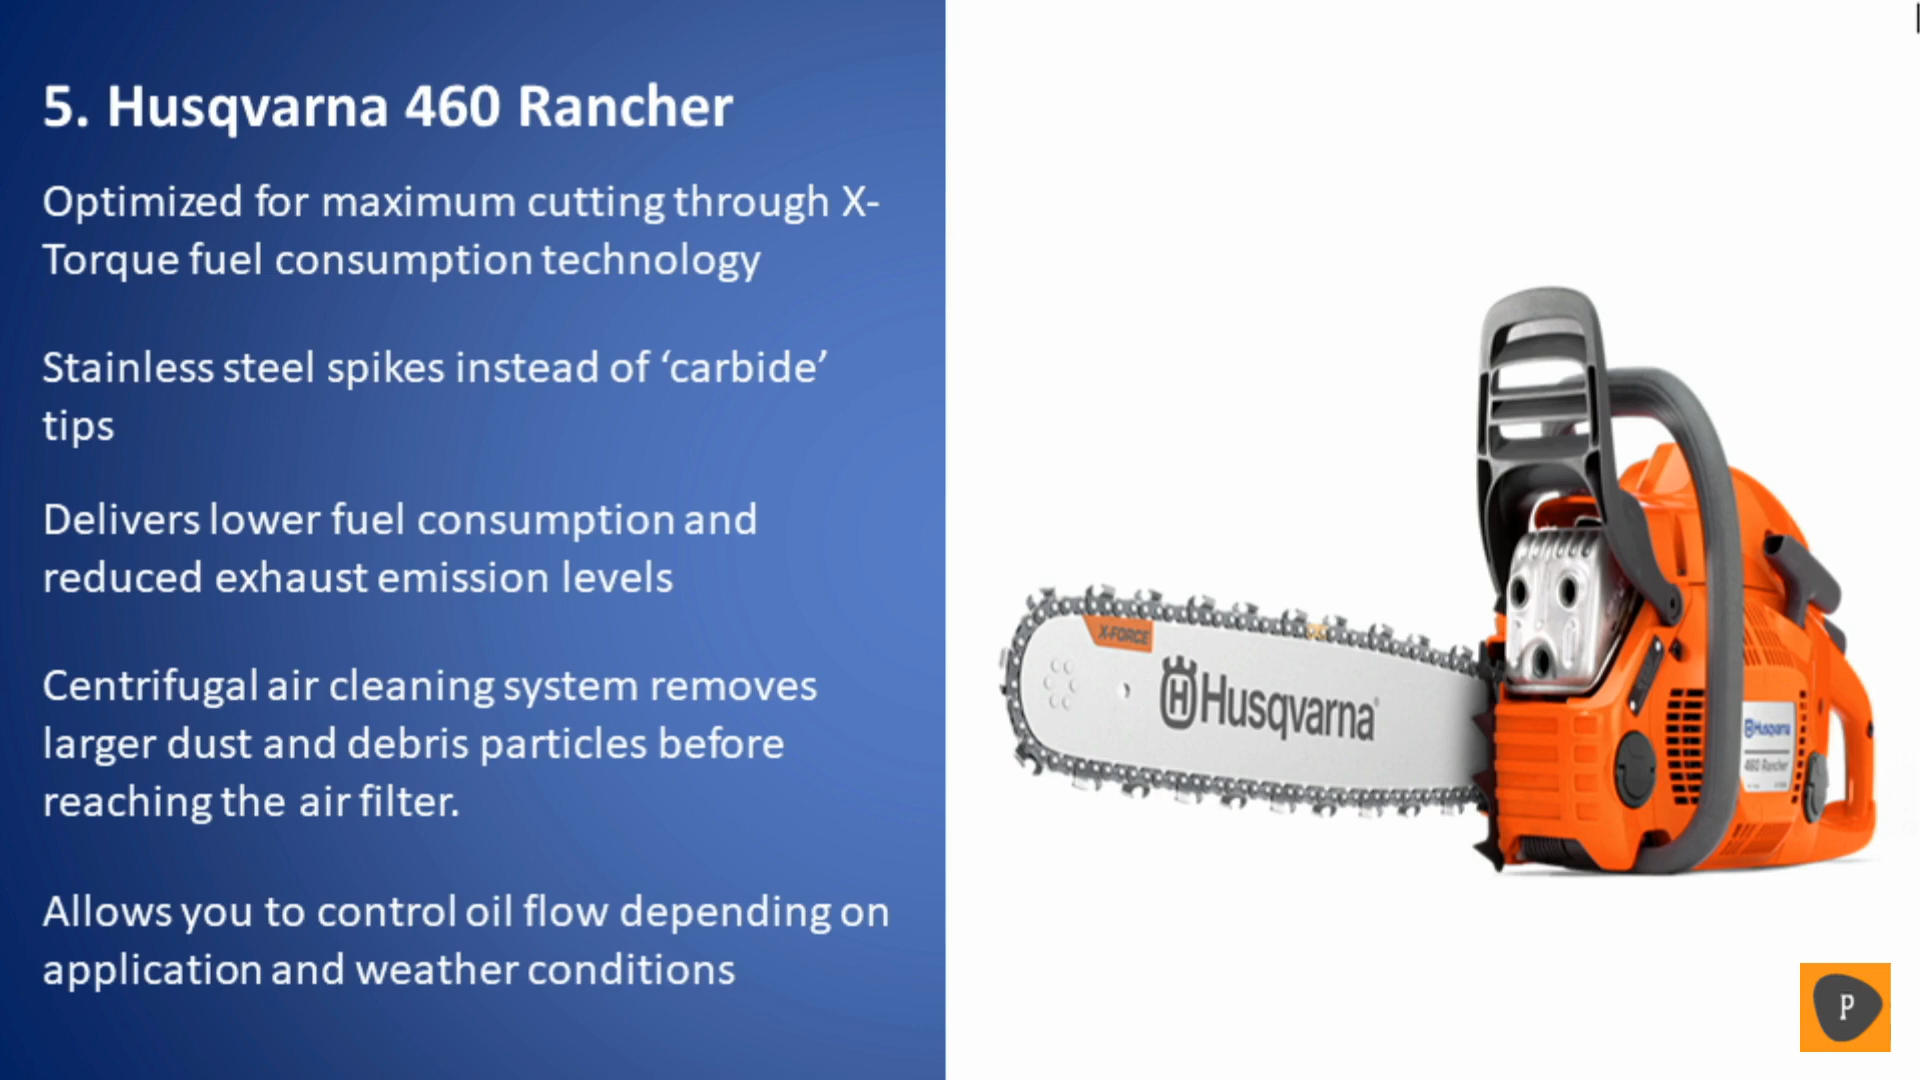 5. Husqvarna 460 Rancher
Optimized for maximum cutting through X-
Torque fuel consumption technology
Stainless steel spikes instead of ‘carbide’
tips
Delivers lower fuel consumption and
reduced exhaust emission levels
Centrifugal air cleaning system removes
larger dust and debris particles before
reaching the air filter.
Allows you to control oil flow depending on
application and weather conditions
X-FORCE
Husqvarna
Husqvarna
460 Rancher
P